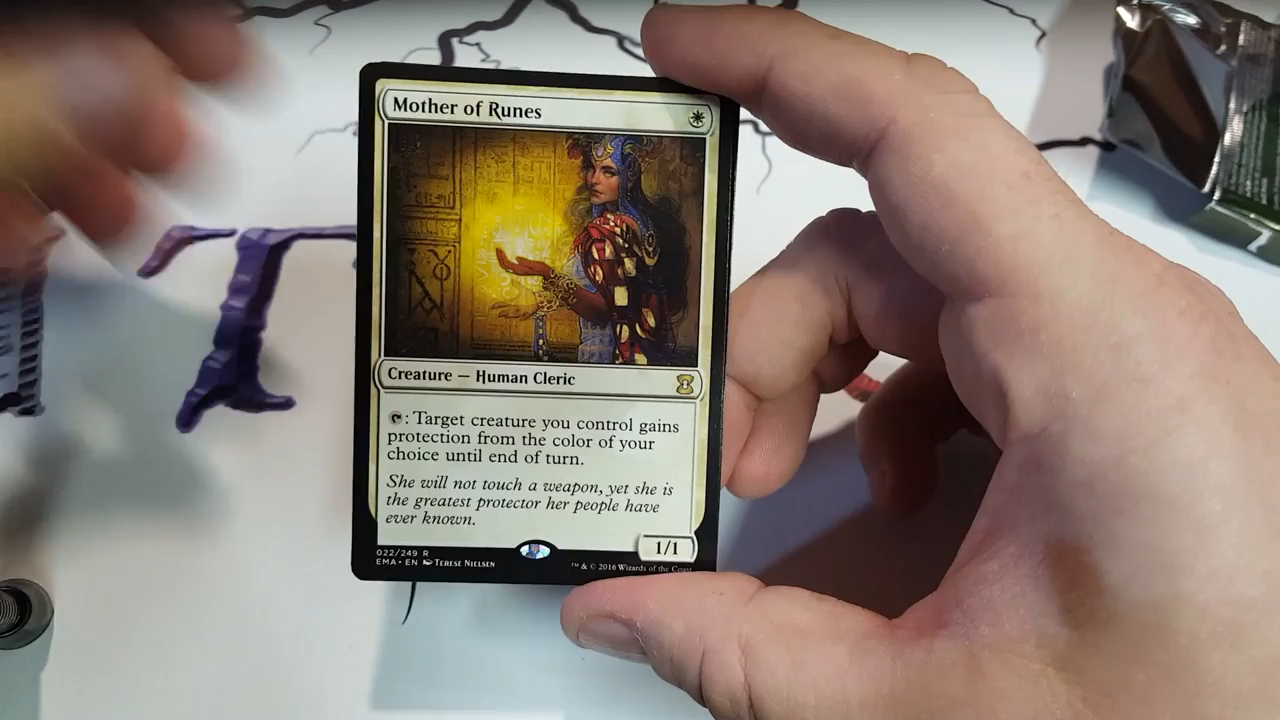 Mother of Runes
Creature — Human Cleric
: Target creature you control gains
protection from the color of your
choice until end of turn.
She will not touch a weapon, yet she is
the greatest protector her people have
ever known.
1/1
022/249 R
EMA • EN TERESE NIELSEN
™ & © 2016 Wizards of the Coast